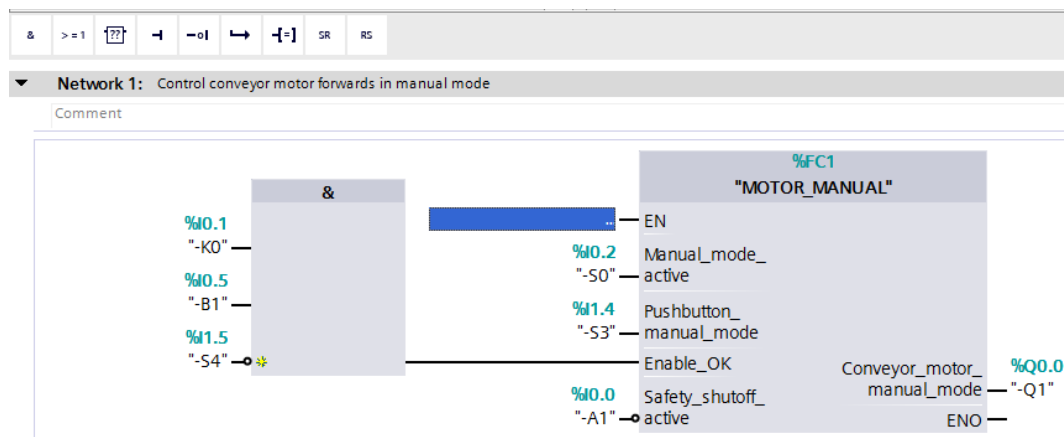 & >=1 ?? -[=] SR RS
Network 1: Control conveyor motor forwards in manual mode
Comment
%FC1
"MOTOR_MANUAL"
&
... EN
%I0.1
"-K0"
%I0.2 Manual_mode_
"-S0" active
%I0.5
"-B1"
%I1.4 Pushbutton_
"-S3" manual_mode
%I1.5
"-S4"
Enable_OK
Conveyor_motor_ %Q0.0
manual_mode "-Q1"
%I0.0 Safety_shutoff_
"-A1" active
ENO